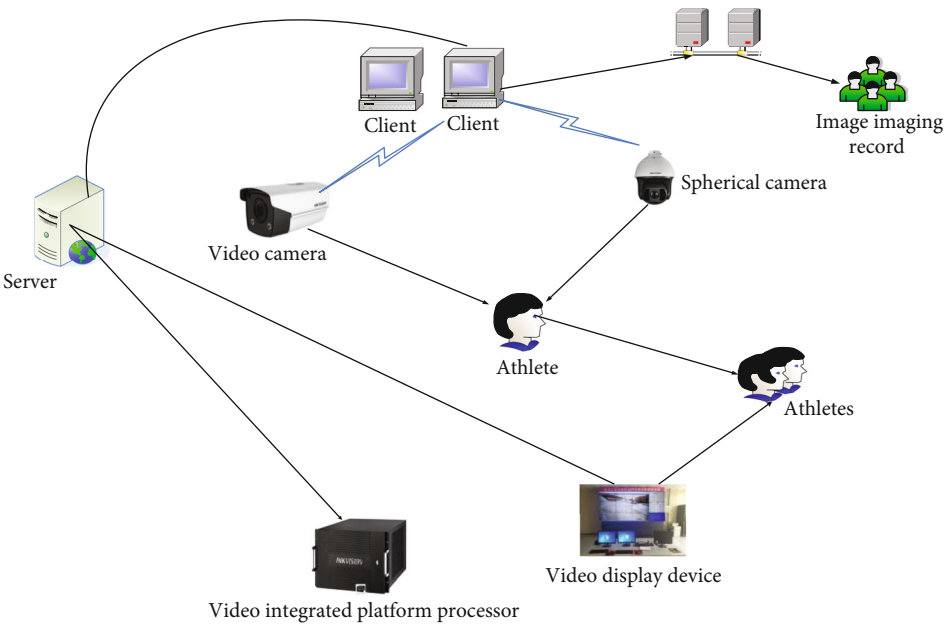 Client
Client
Image imaging
record
Spherical camera
Video camera
Server
Athlete
Athletes
HIKVISION
Video display device
Video integrated platform processor